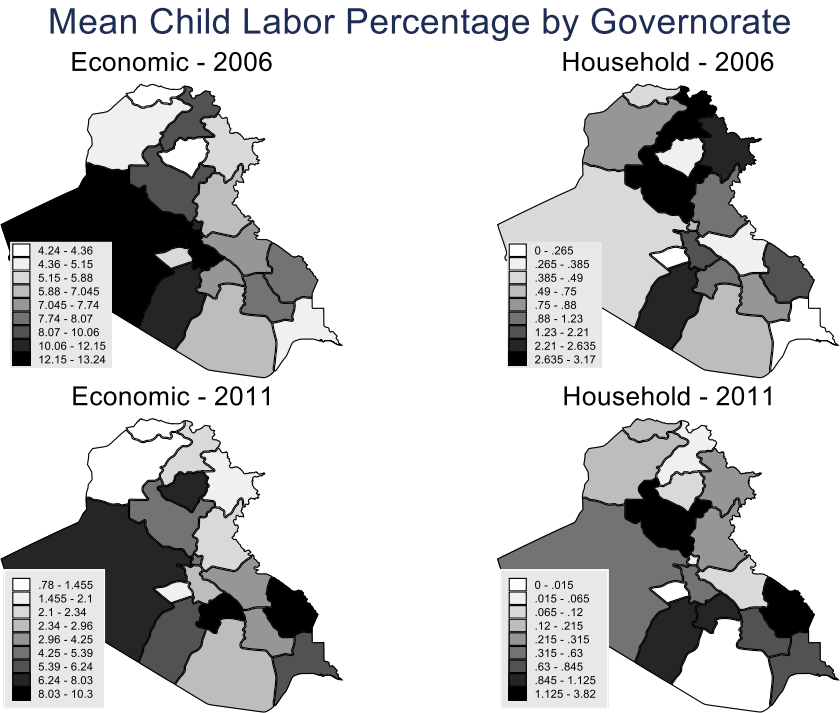 Mean Child Labor Percentage by Governorate
Economic - 2006
Household - 2006
4.24 - 4.36
4.36 - 5.15
5.15 - 5.88
5.88 - 7.045
7.045 - 7.74
7.74 - 8.07
8.07 - 10.06
10.06 - 12.15
12.15 - 13.24
0 - .265
.265 - .385
.385 - .49
.49 - .75
.75 - .88
.88 - 1.23
1.23 - 2.21
2.21 - 2.635
2.635 - 3.17
Economic - 2011
Household - 2011
.78 - 1.455
1.455 - 2.1
2.1 - 2.34
2.34 - 2.96
2.96 - 4.25
4.25 - 5.39
5.39 - 6.24
6.24 - 8.03
8.03 - 10.3
0 - .015
.015 - .065
.065 - .12
.12 - .215
.215 - .315
.315 - .63
.63 - .845
.845 - 1.125
1.125 - 3.82